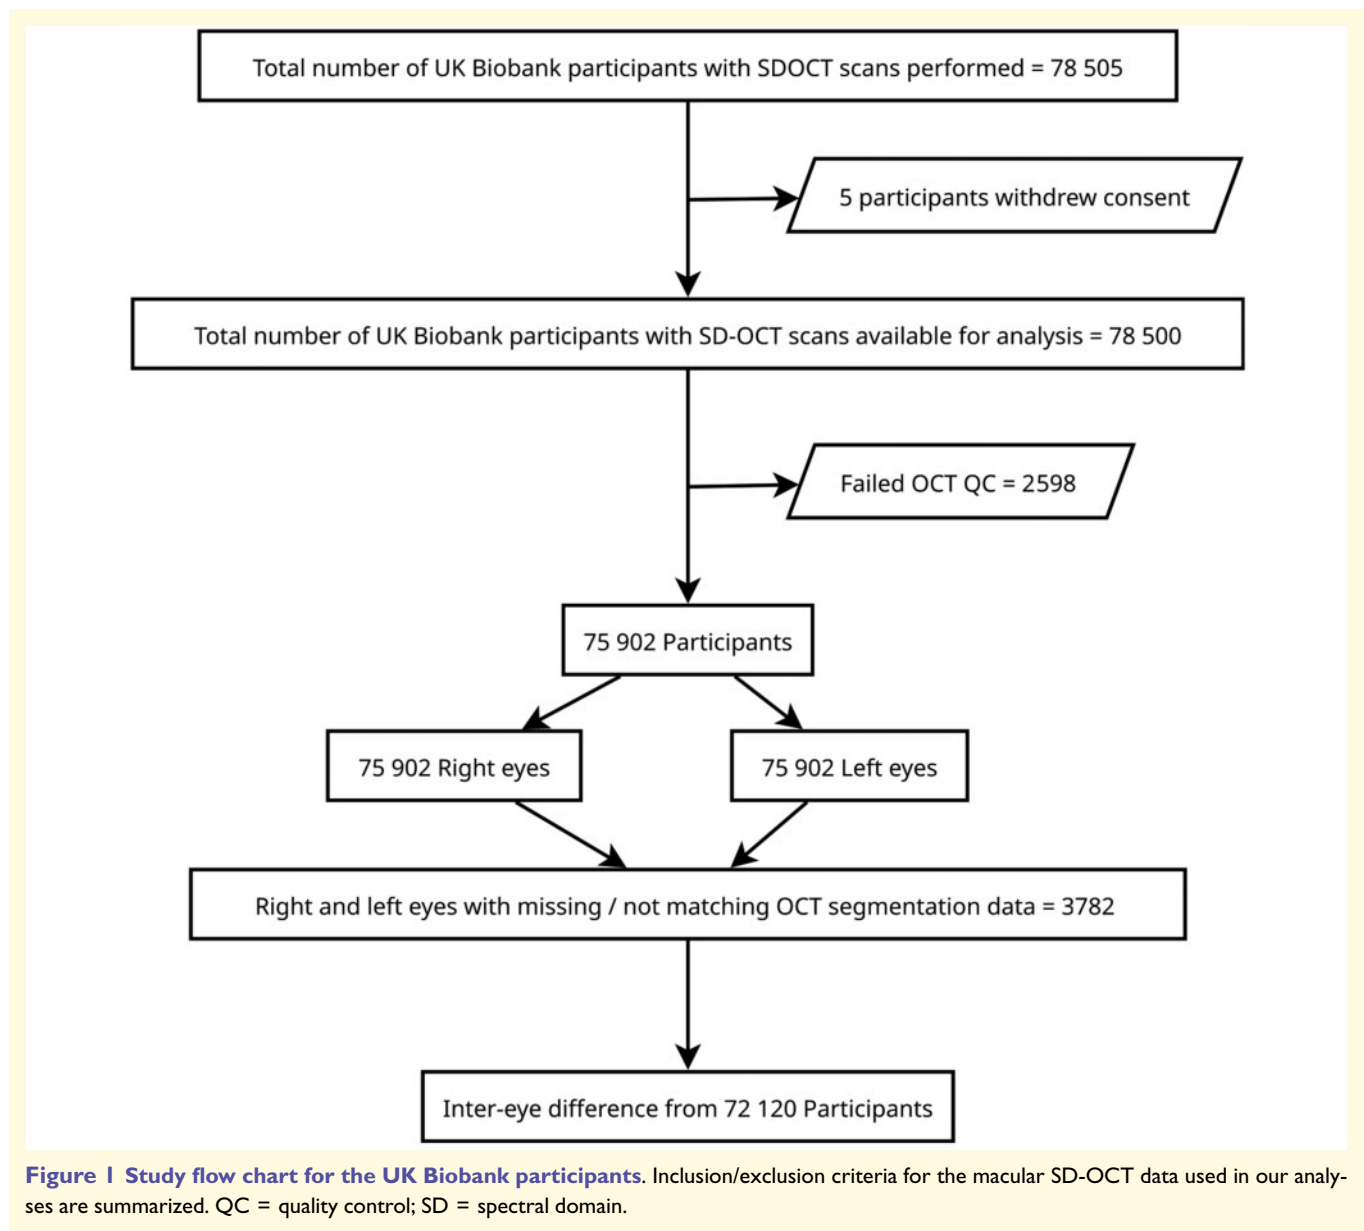 Total number of UK Biobank participants with SDOCT scans performed = 78 505
5 participants withdrew consent
Total number of UK Biobank participants with SD-OCT scans available for analysis = 78 500
Failed OCT QC = 2598
75 902 Participants
75 902 Right eyes
75 902 Left eyes
Right and left eyes with missing / not matching OCT segmentation data = 3782
Inter-eye difference from 72 120 Participants
Figure 1 Study flow chart for the UK Biobank participants. Inclusion/exclusion criteria for the macular SD-OCT data used in our analy-
ses are summarized. QC = quality control; SD = spectral domain.